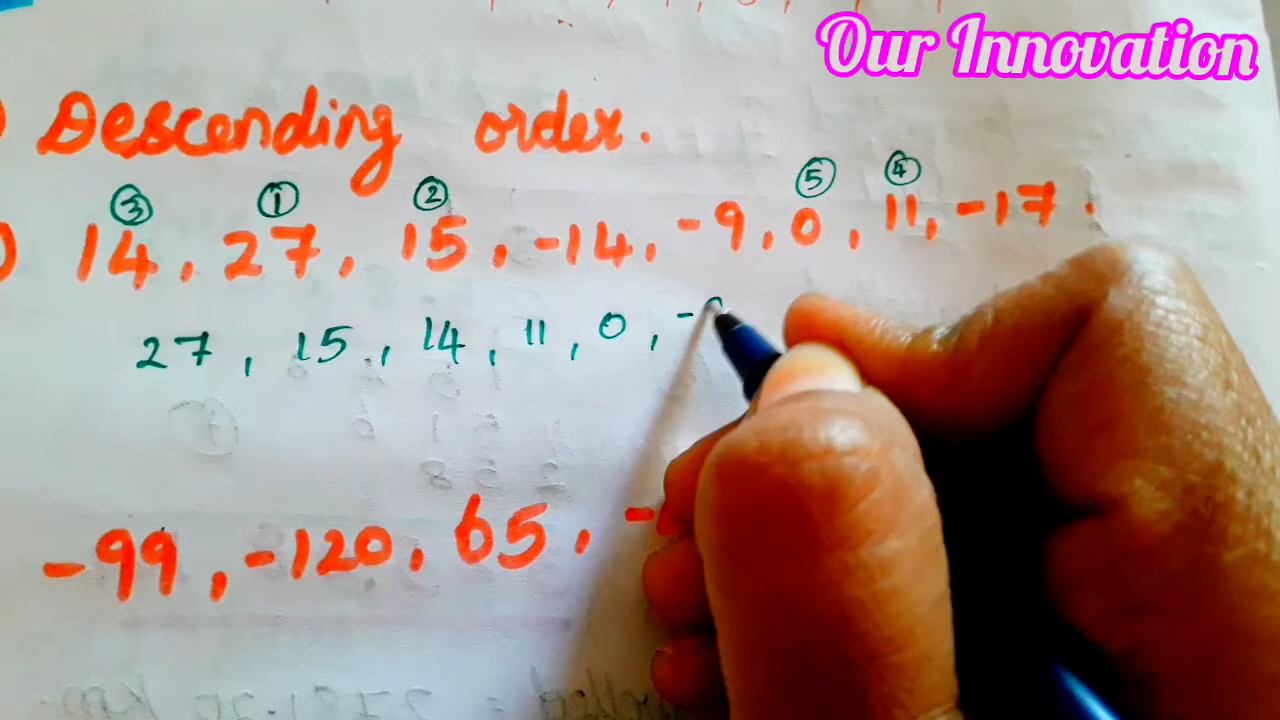 Our Innovation
Descending order.
③ ① ② ⑤ ④
14, 27, 15, -14, -9, 0, 11, -17.
27, 15, 14, 11, 0, -
-99, -120, 65, -